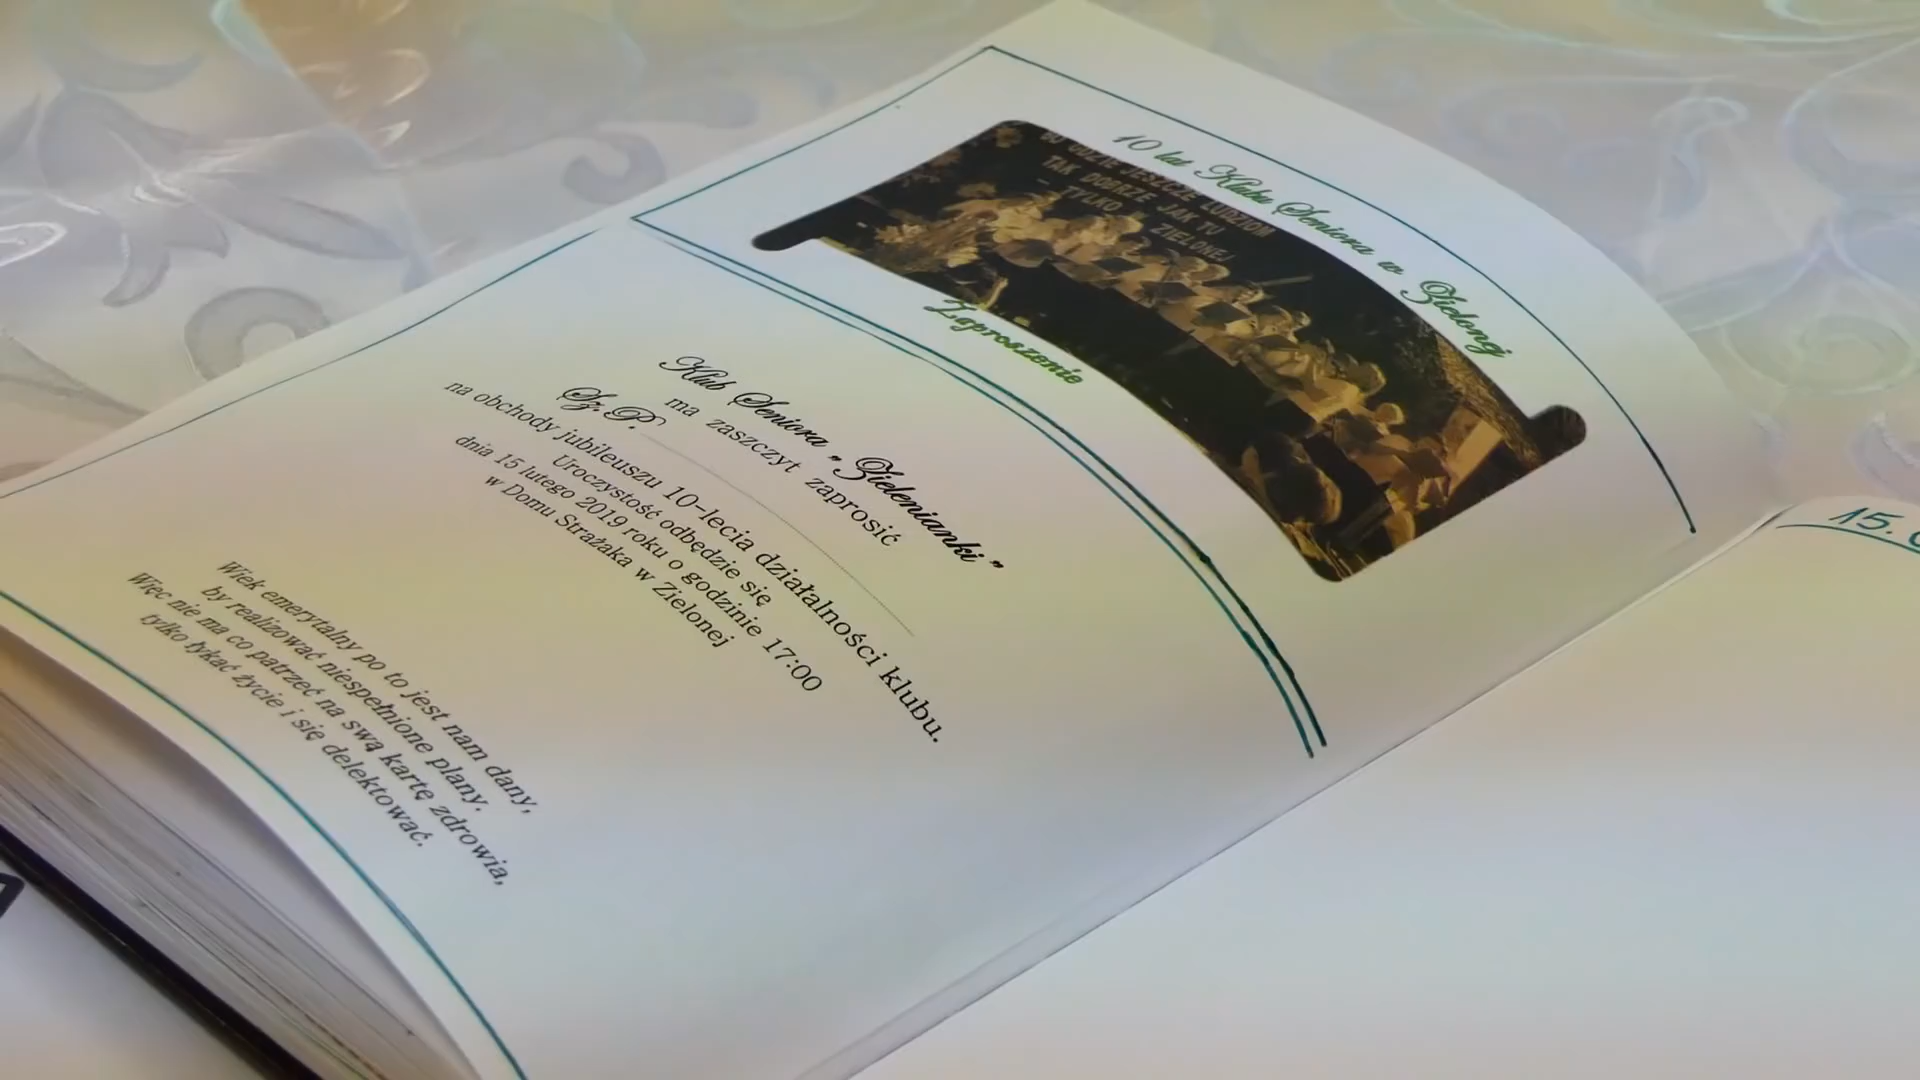 10 lat Klubu Seniora w Zielonej
GDZIE JESZCZE LUDZIOM
TAK DOBRZE JAK TU
TYLKO W ZIELONEJ
Zaproszenie
Klub Seniora „Zielenianki”
ma zaszczyt zaprosić
Sz. P.
na obchody jubileuszu 10-lecia działalności klubu.
Uroczystość odbędzie się
dnia 15 lutego 2019 roku o godzinie 17:00
w Domu Strażaka w Zielonej
Wiek emerytalny po to jest nam dany,
by realizować niespełnione plany.
Więc nie ma co patrzeć na swą kartę zdrowia,
tylko łykać życie i się delektować.
15.